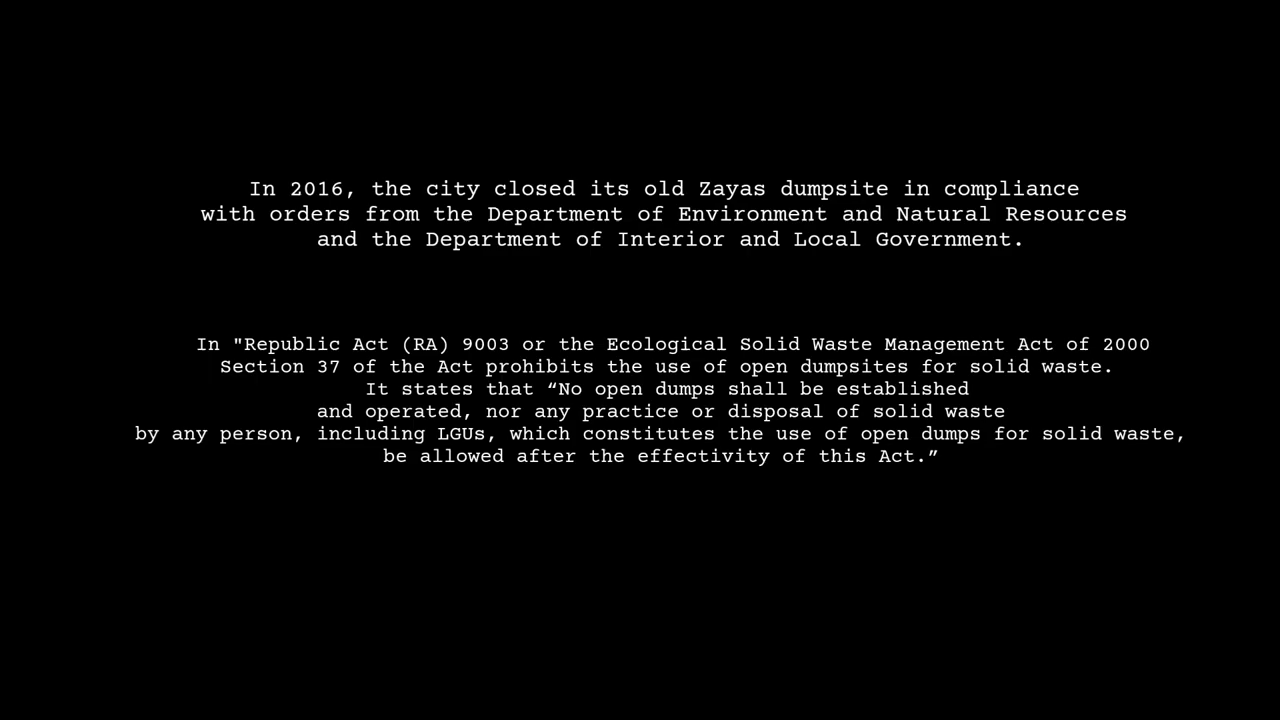 In 2016, the city closed its old Zayas dumpsite in compliance
with orders from the Department of Environment and Natural Resources
and the Department of Interior and Local Government.
In "Republic Act (RA) 9003 or the Ecological Solid Waste Management Act of 2000
Section 37 of the Act prohibits the use of open dumpsites for solid waste.
It states that “No open dumps shall be established
and operated, nor any practice or disposal of solid waste
by any person, including LGUs, which constitutes the use of open dumps for solid waste,
be allowed after the effectivity of this Act.”